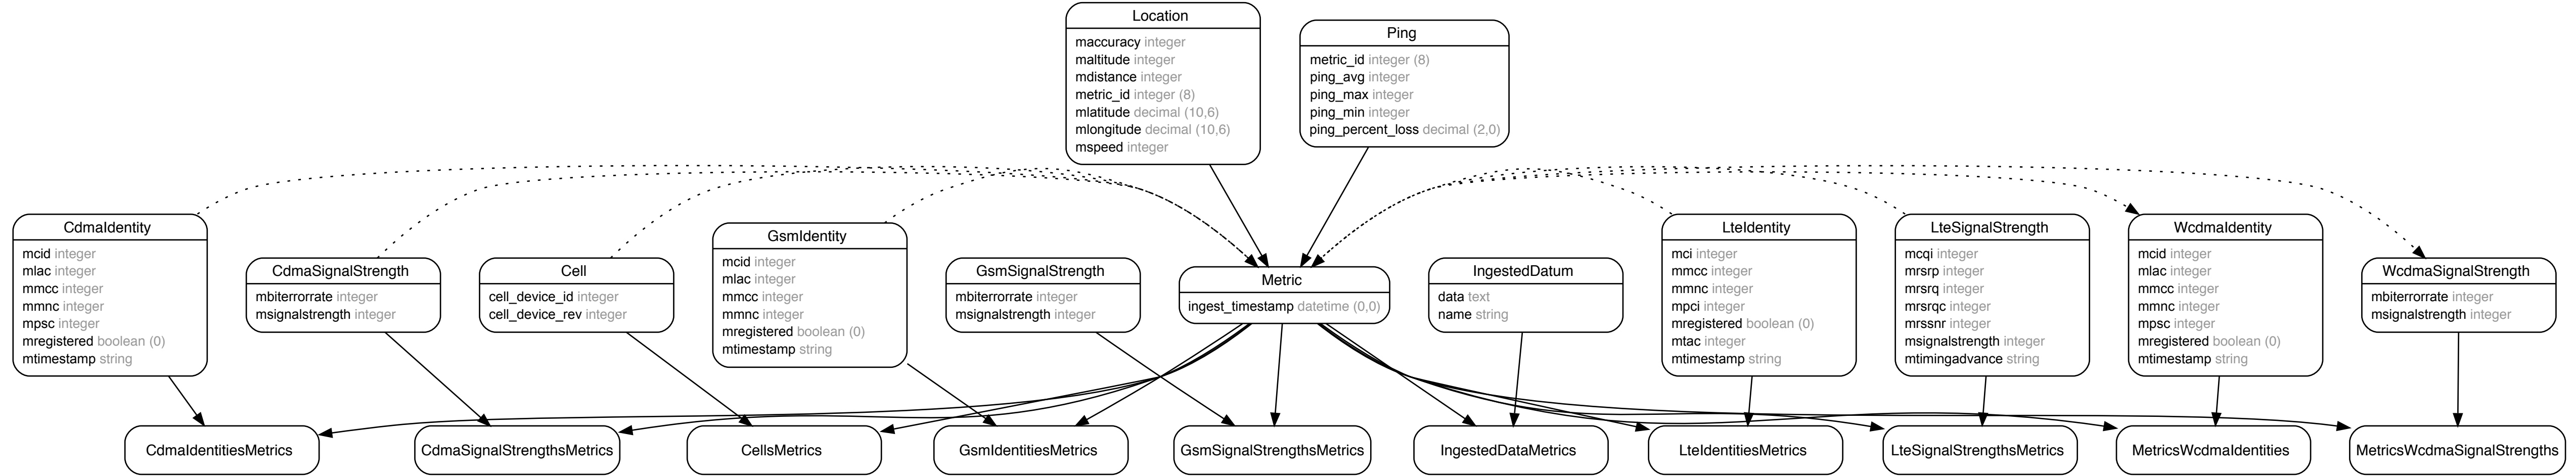 Location
maccuracy integer
maltitude integer
mdistance integer
metric_id integer (8)
mlatitude decimal (10,6)
mlongitude decimal (10,6)
mspeed integer
Ping
metric_id integer (8)
ping_avg integer
ping_max integer
ping_min integer
ping_percent_loss decimal (2,0)
CdmaIdentity
mcid integer
mlac integer
mmcc integer
mmnc integer
mpsc integer
mregistered boolean (0)
mtimestamp string
CdmaSignalStrength
mbiterrorrate integer
msignalstrength integer
Cell
cell_device_id integer
cell_device_rev integer
GsmIdentity
mcid integer
mlac integer
mmcc integer
mmnc integer
mregistered boolean (0)
mtimestamp string
GsmSignalStrength
mbiterrorrate integer
msignalstrength integer
Metric
ingest_timestamp datetime (0,0)
IngestedDatum
data text
name string
LteIdentity
mci integer
mmcc integer
mmnc integer
mpci integer
mregistered boolean (0)
mtac integer
mtimestamp string
LteSignalStrength
mcqi integer
mrsrp integer
mrsrq integer
mrsrqc integer
mrssnr integer
msignalstrength integer
mtimingadvance string
WcdmaIdentity
mcid integer
mlac integer
mmcc integer
mmnc integer
mpsc integer
mregistered boolean (0)
mtimestamp string
WcdmaSignalStrength
mbiterrorrate integer
msignalstrength integer
CdmaIdentitiesMetrics
CdmaSignalStrengthsMetrics
CellsMetrics
GsmIdentitiesMetrics
GsmSignalStrengthsMetrics
IngestedDataMetrics
LteIdentitiesMetrics
LteSignalStrengthsMetrics
MetricsWcdmaIdentities
MetricsWcdmaSignalStrengths